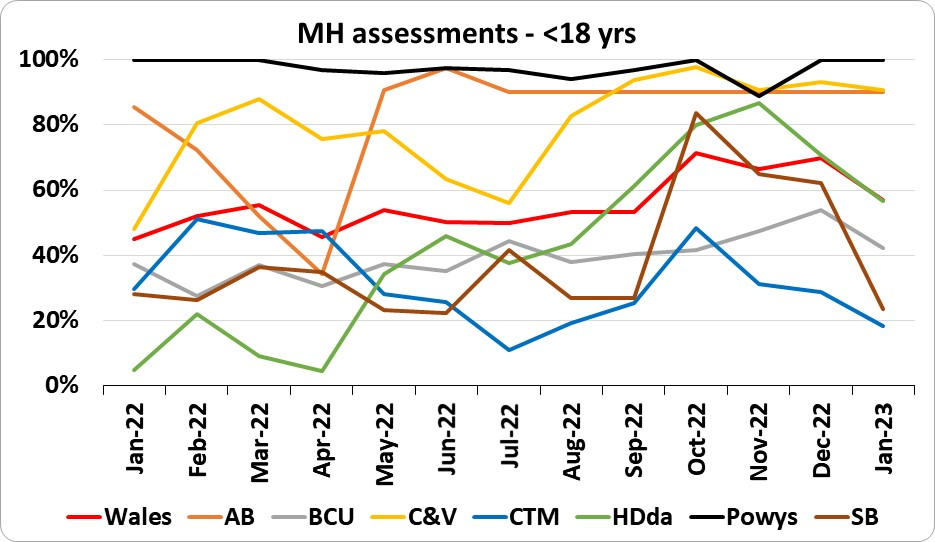 MH assessments - <18 yrs
100%
80%
60%
40%
20%
0%
Jan-22 Feb-22 Mar-22 Apr-22 May-22 Jun-22 Jul-22 Aug-22 Sep-22 Oct-22 Nov-22 Dec-22 Jan-23
Wales AB BCU C&V CTM HDda Powys SB